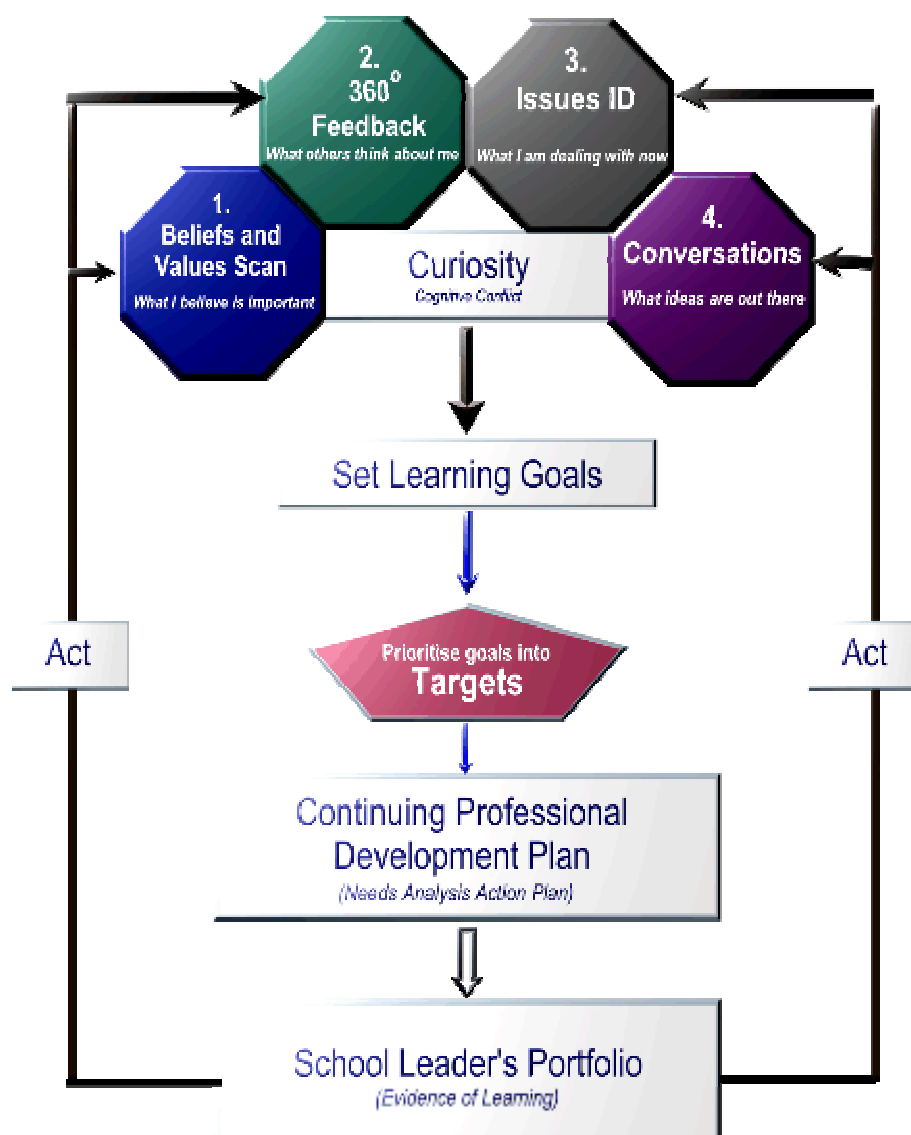 1.
Beliefs and
Values Scan
What I believe is important
2.
360°
Feedback
What others think about me
3.
Issues ID
What I am dealing with now
4.
Conversations
What ideas are out there
Curiosity
Cognitive Conflict
Set Learning Goals
Prioritise goals into
Targets
Act
Act
Continuing Professional
Development Plan
(Needs Analysis Action Plan)
School Leader's Portfolio
(Evidence of Learning)